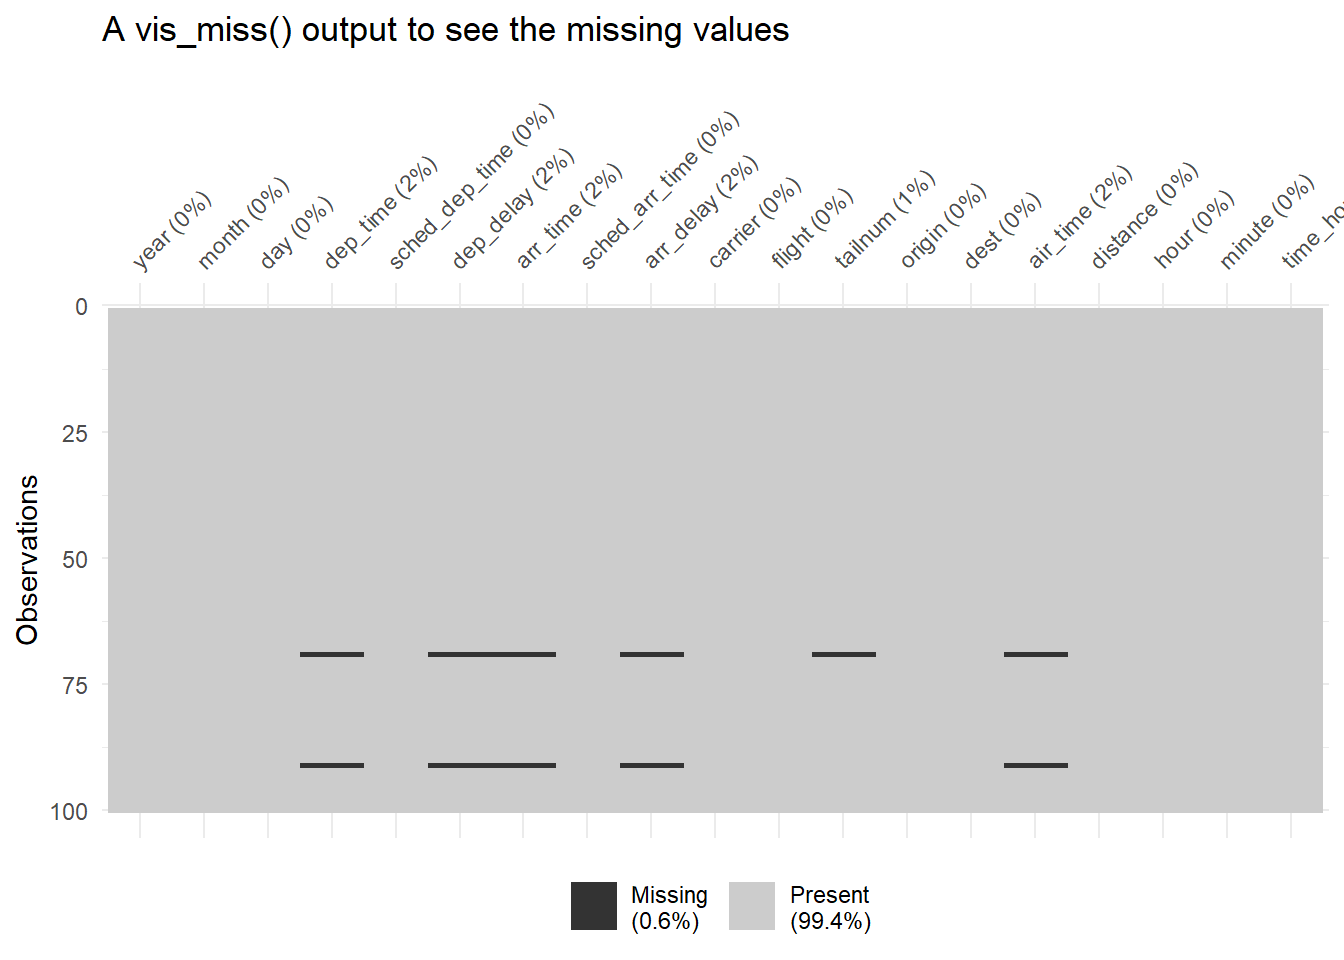 A vis_miss() output to see the missing values
year (0%)
month (0%)
day (0%)
dep_time (2%)
sched_dep_time (0%)
dep_delay (2%)
arr_time (2%)
sched_arr_time (0%)
arr_delay (2%)
carrier (0%)
flight (0%)
tailnum (1%)
origin (0%)
dest (0%)
air_time (2%)
distance (0%)
hour (0%)
minute (0%)
time_ho
0
25
50
75
100
Observations
Missing
(0.6%)
Present
(99.4%)